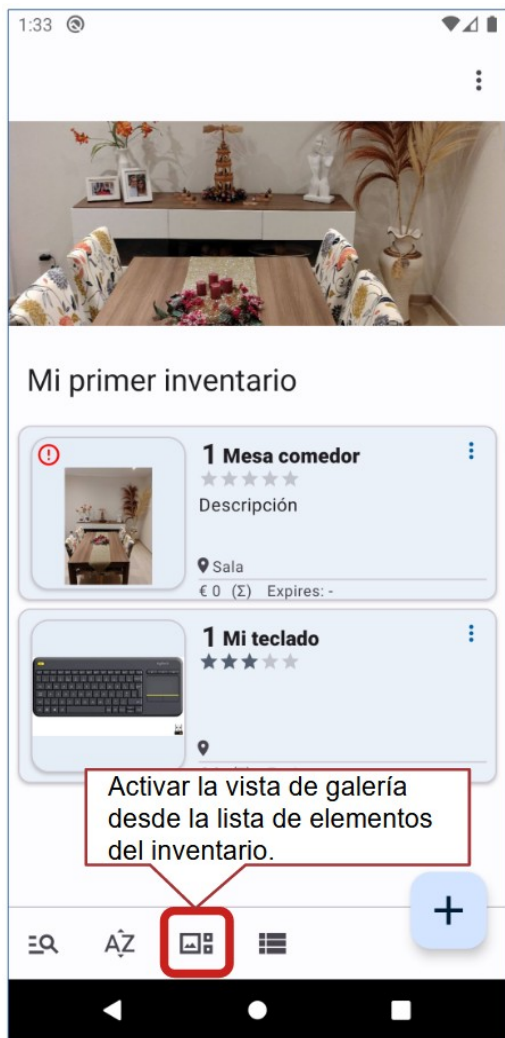 1:33
Mi primer inventario
1 Mesa comedor
Descripción
Sala
€ 0 (Σ) Expires: -
1 Mi teclado
Activar la vista de galería
desde la lista de elementos
del inventario.
AZ
+